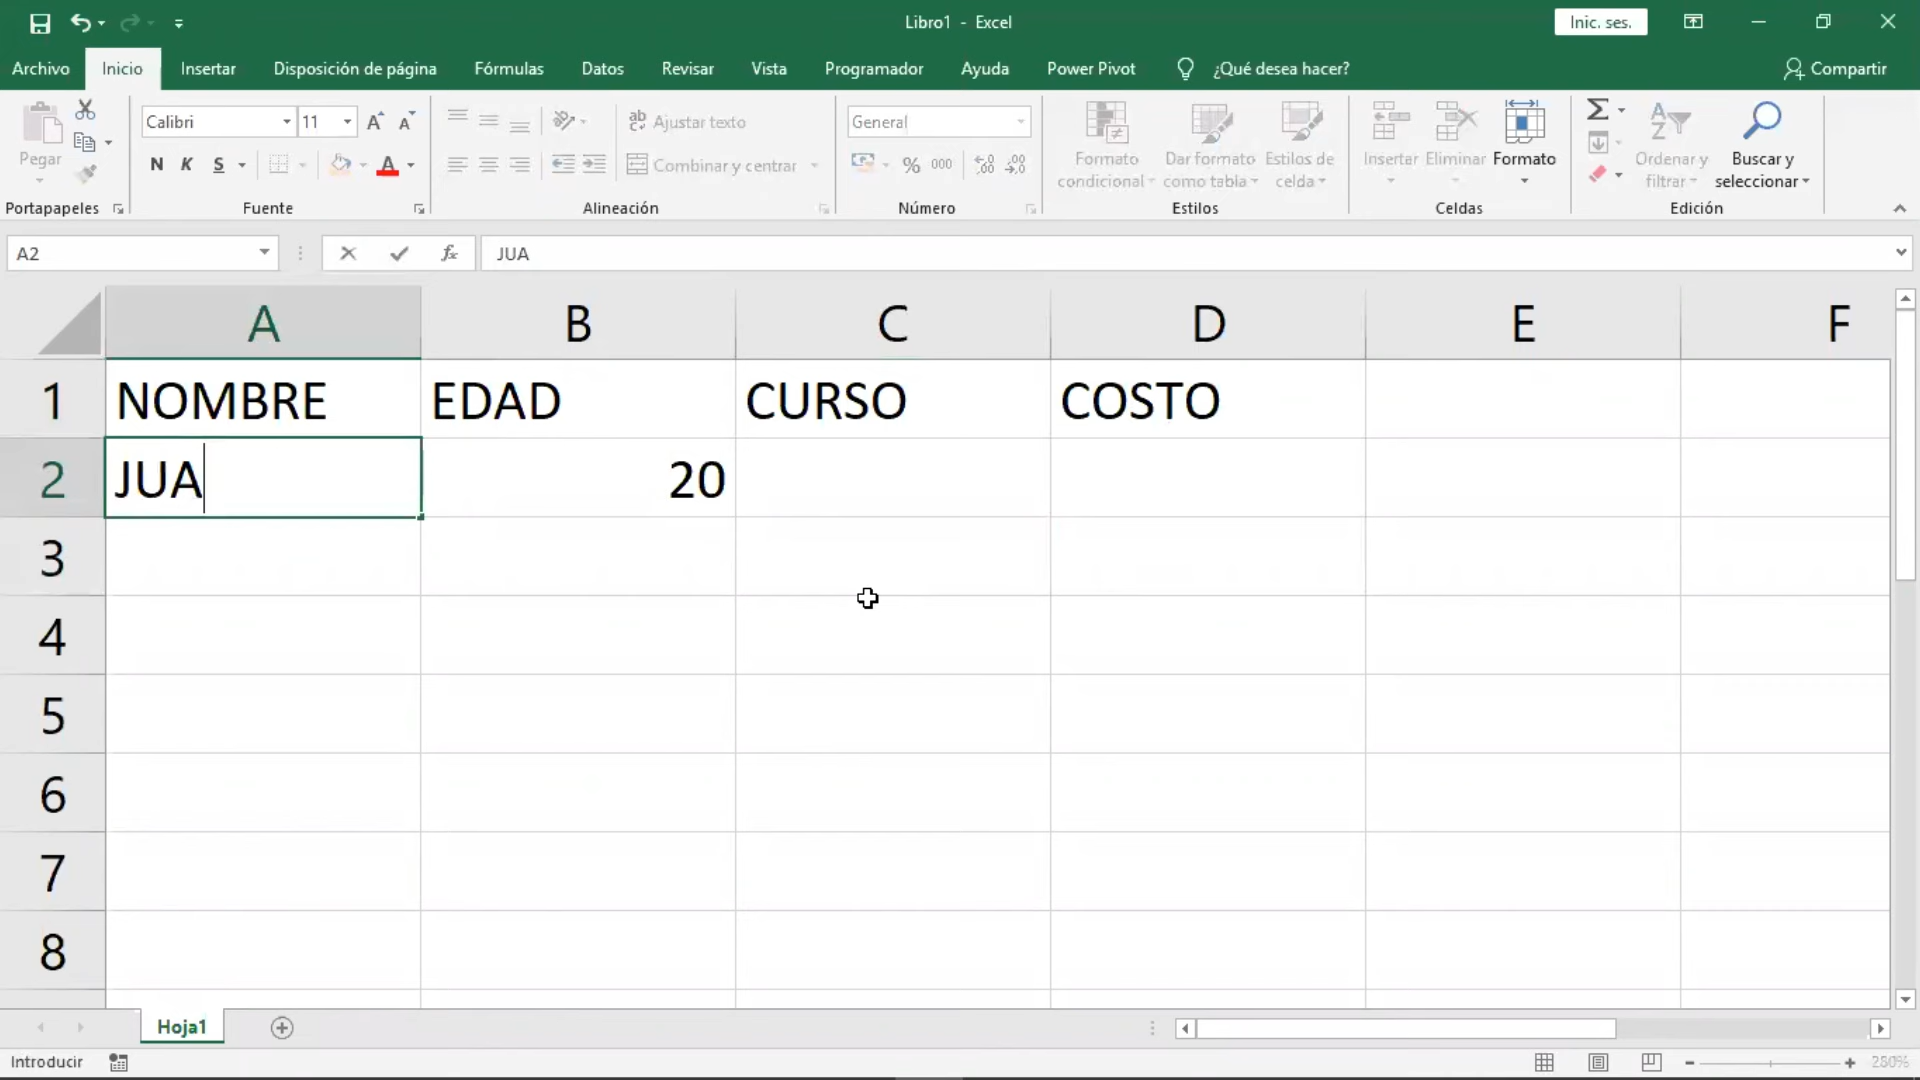 Libro1 - Excel
Inic. ses.
Archivo Inicio Insertar Disposición de página Fórmulas Datos Revisar Vista Programador Ayuda Power Pivot ¿Qué desea hacer? Compartir
Pegar
Portapapeles
Calibri 11
N K S A
Fuente
ab Ajustar texto
Combinar y centrar
Alineación
General
% 000
Número
Formato condicional
Dar formato como tabla
Estilos de celda
Estilos
Insertar Eliminar Formato
Celdas
Ordenar y filtrar
Buscar y seleccionar
Edición
A2 fx JUA
A B C D E F
1 NOMBRE EDAD CURSO COSTO
2 JUA 20
3
4
5
6
7
8
Hoja1
Introducir 280%